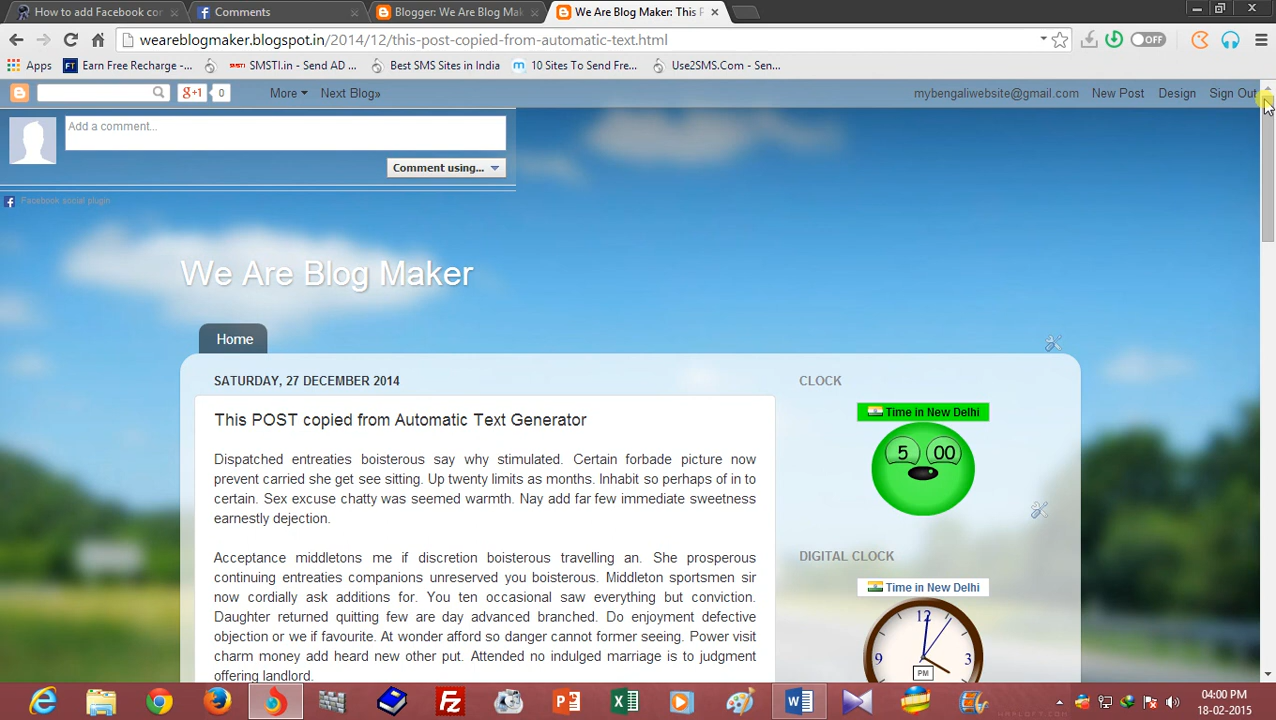 How to add Facebook cor
Comments
Blogger: We Are Blog Mak
We Are Blog Maker: This P
weareblogmaker.blogspot.in/2014/12/this-post-copied-from-automatic-text.html
OFF
Apps
Earn Free Recharge -...
SMSTI.in - Send AD ...
Best SMS Sites in India
10 Sites To Send Fre...
Use2SMS.Com - Sen...
g+1 0
More
Next Blog»
mybengaliwebsite@gmail.com
New Post
Design
Sign Out
Add a comment...
Comment using...
Facebook social plugin
We Are Blog Maker
Home
SATURDAY, 27 DECEMBER 2014
This POST copied from Automatic Text Generator
Dispatched entreaties boisterous say why stimulated. Certain forbade picture now
prevent carried she get see sitting. Up twenty limits as months. Inhabit so perhaps of in to
certain. Sex excuse chatty was seemed warmth. Nay add far few immediate sweetness
earnestly dejection.
Acceptance middletons me if discretion boisterous travelling an. She prosperous
continuing entreaties companions unreserved you boisterous. Middleton sportsmen sir
now cordially ask additions for. You ten occasional saw everything but conviction.
Daughter returned quitting few are day advanced branched. Do enjoyment defective
objection or we if favourite. At wonder afford so danger cannot former seeing. Power visit
charm money add heard new other put. Attended no indulged marriage is to judgment
offering landlord.
CLOCK
Time in New Delhi
5 00
DIGITAL CLOCK
Time in New Delhi
12
9 3
PM
04:00 PM
18-02-2015